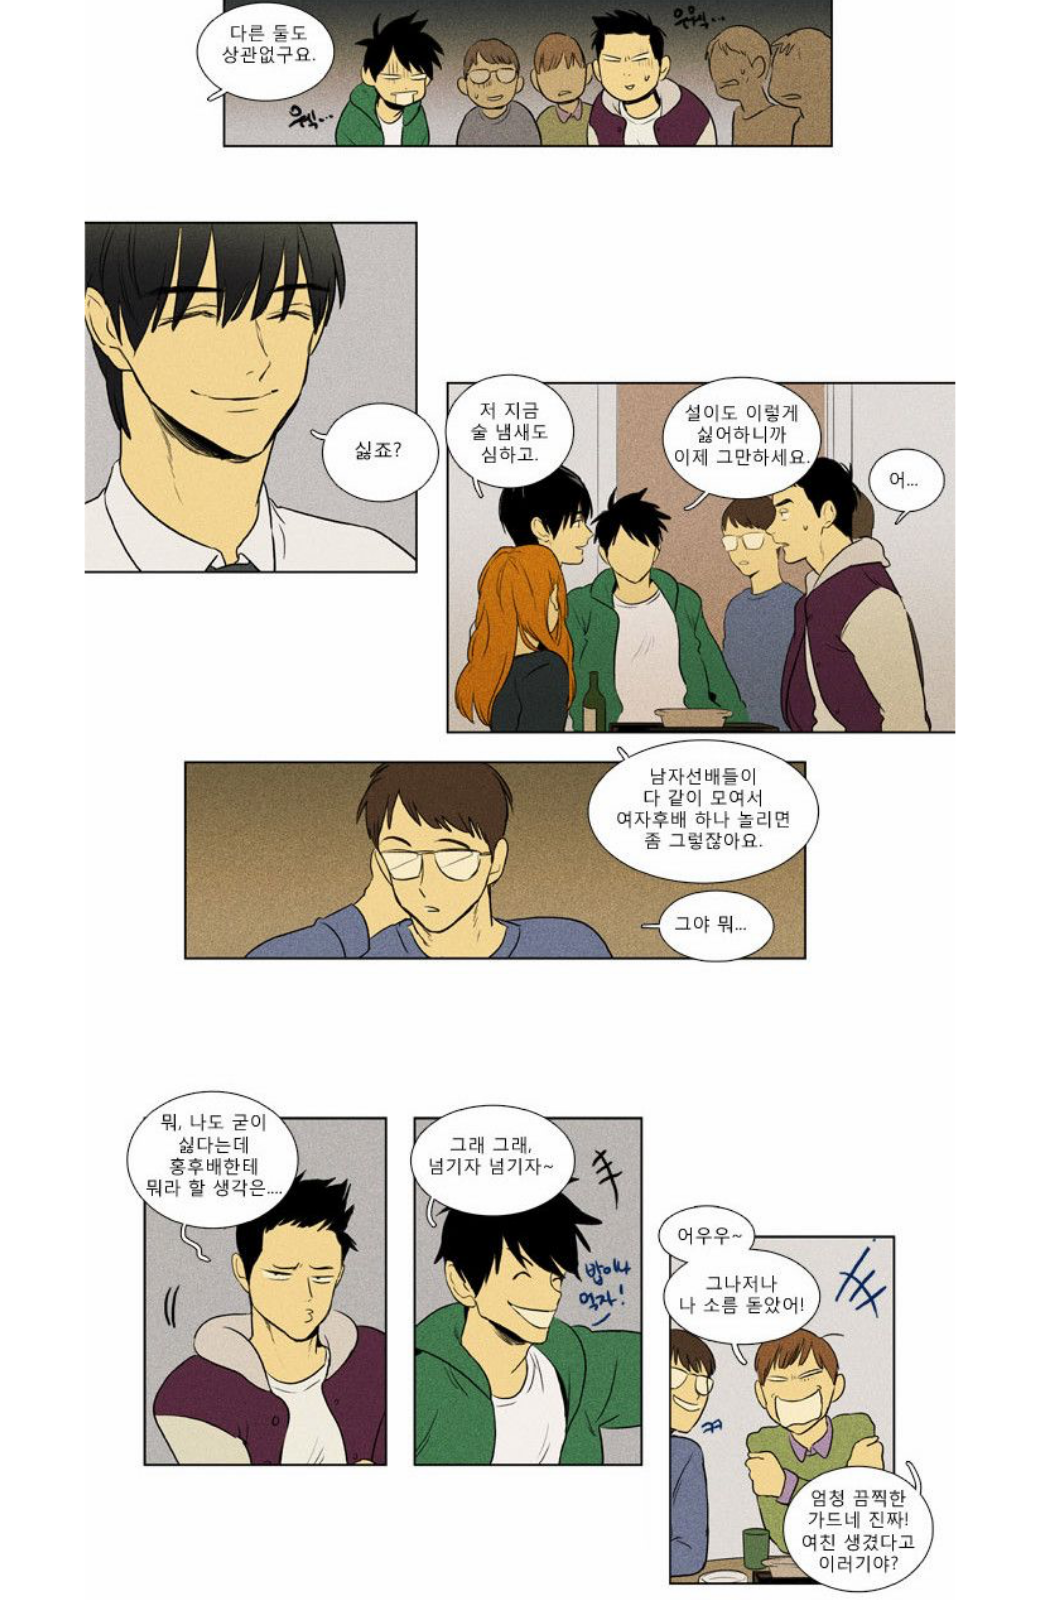 다른 둘도
상관없구요.
우웩...
우웩...
싫죠?
저 지금
술 냄새도
심하고.
설이도 이렇게
싫어하니까
이제 그만하세요.
어...
남자선배들이
다 같이 모여서
여자후배 하나 놀리면
좀 그렇잖아요.
그야 뭐...
뭐, 나도 굳이
싫다는데
홍후배한테
뭐라 할 생각은....
그래 그래,
넘기자 넘기자~
밥이나
먹자!
어우우~
그나저나
나 소름 돋았어!
ㅋㅋ
엄청 끔찍한
가드네 진짜!
여친 생겼다고
이러기야?